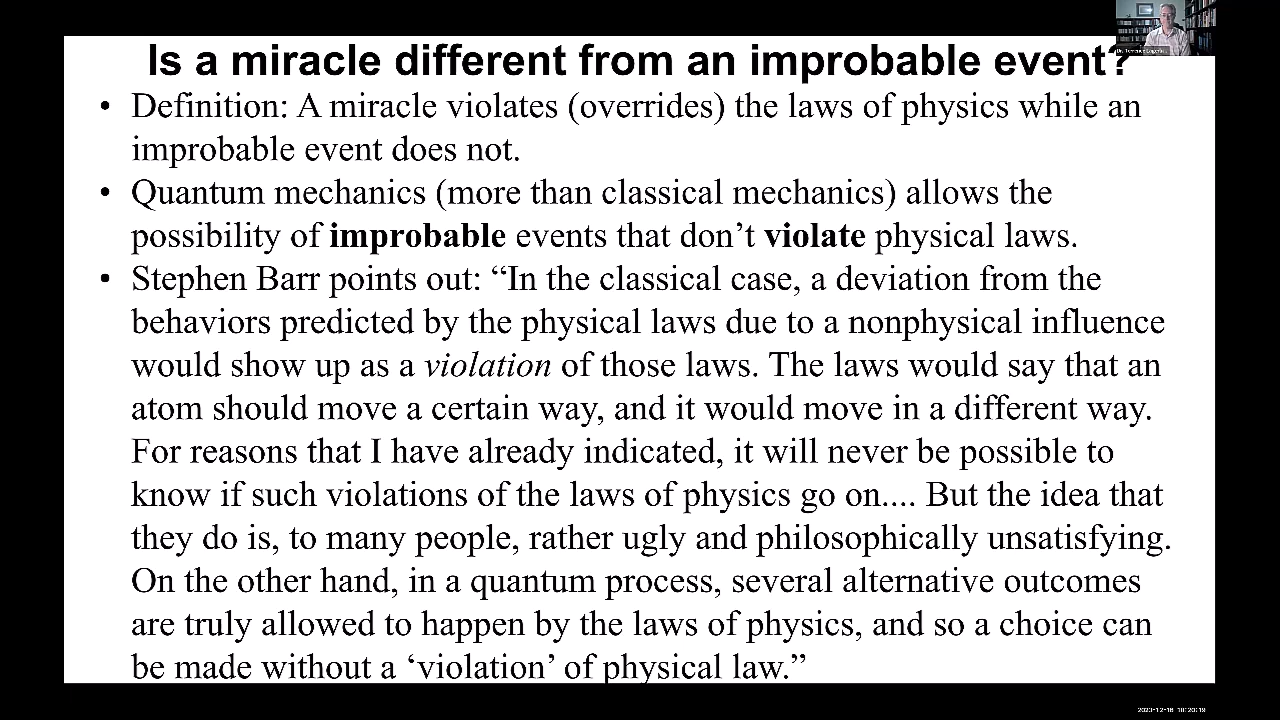 Is a miracle different from an improbable event?
• Definition: A miracle violates (overrides) the laws of physics while an
improbable event does not.
• Quantum mechanics (more than classical mechanics) allows the
possibility of improbable events that don’t violate physical laws.
• Stephen Barr points out: “In the classical case, a deviation from the
behaviors predicted by the physical laws due to a nonphysical influence
would show up as a violation of those laws. The laws would say that an
atom should move a certain way, and it would move in a different way.
For reasons that I have already indicated, it will never be possible to
know if such violations of the laws of physics go on.... But the idea that
they do is, to many people, rather ugly and philosophically unsatisfying.
On the other hand, in a quantum process, several alternative outcomes
are truly allowed to happen by the laws of physics, and so a choice can
be made without a ‘violation’ of physical law.”